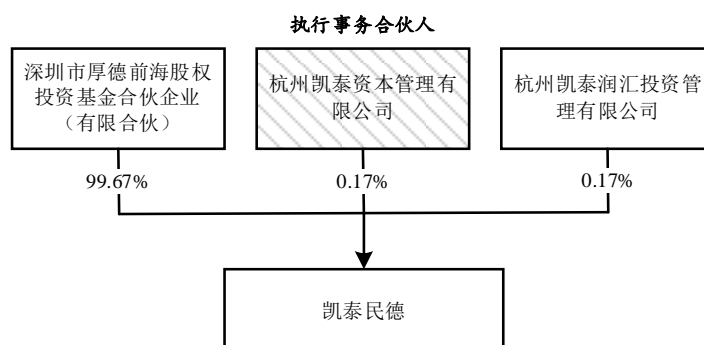 执行事务合伙人
深圳市厚德前海股权
投资基金合伙企业
（有限合伙）
杭州凯泰资本管理有
限公司
杭州凯泰润汇投资管
理有限公司
99.67%
0.17%
0.17%
凯泰民德